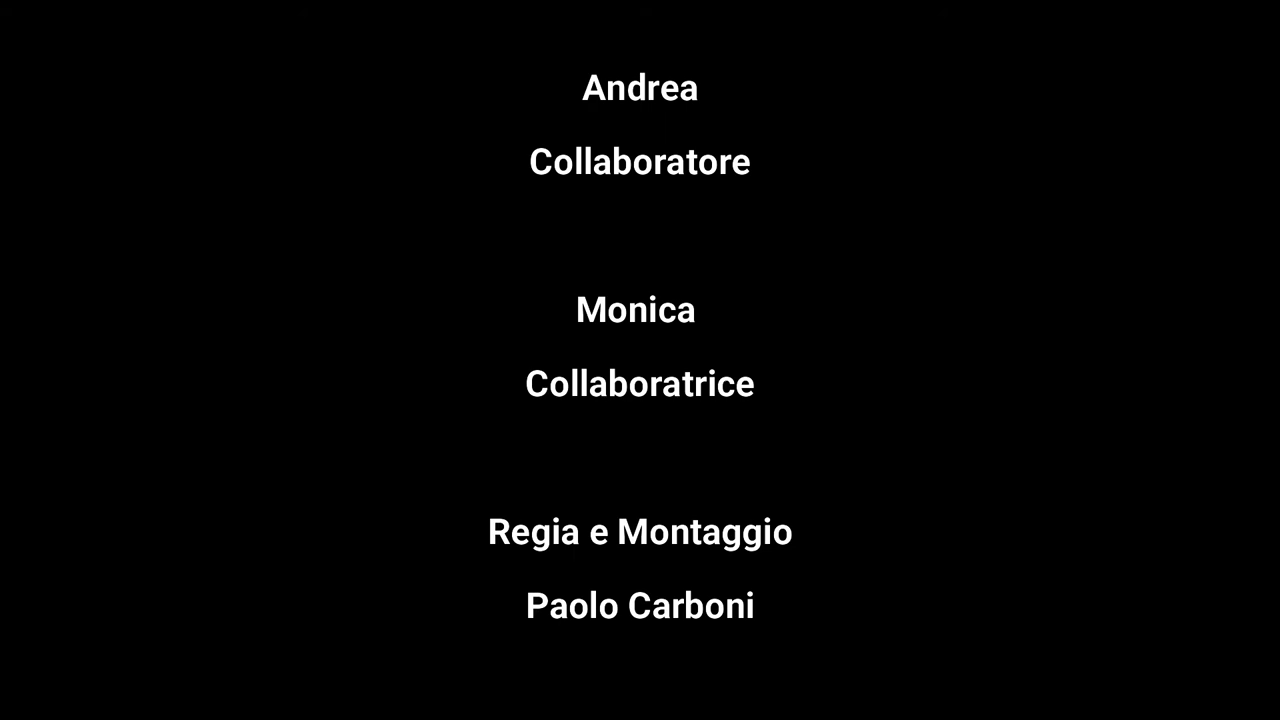 Andrea
Collaboratore
Monica
Collaboratrice
Regia e Montaggio
Paolo Carboni